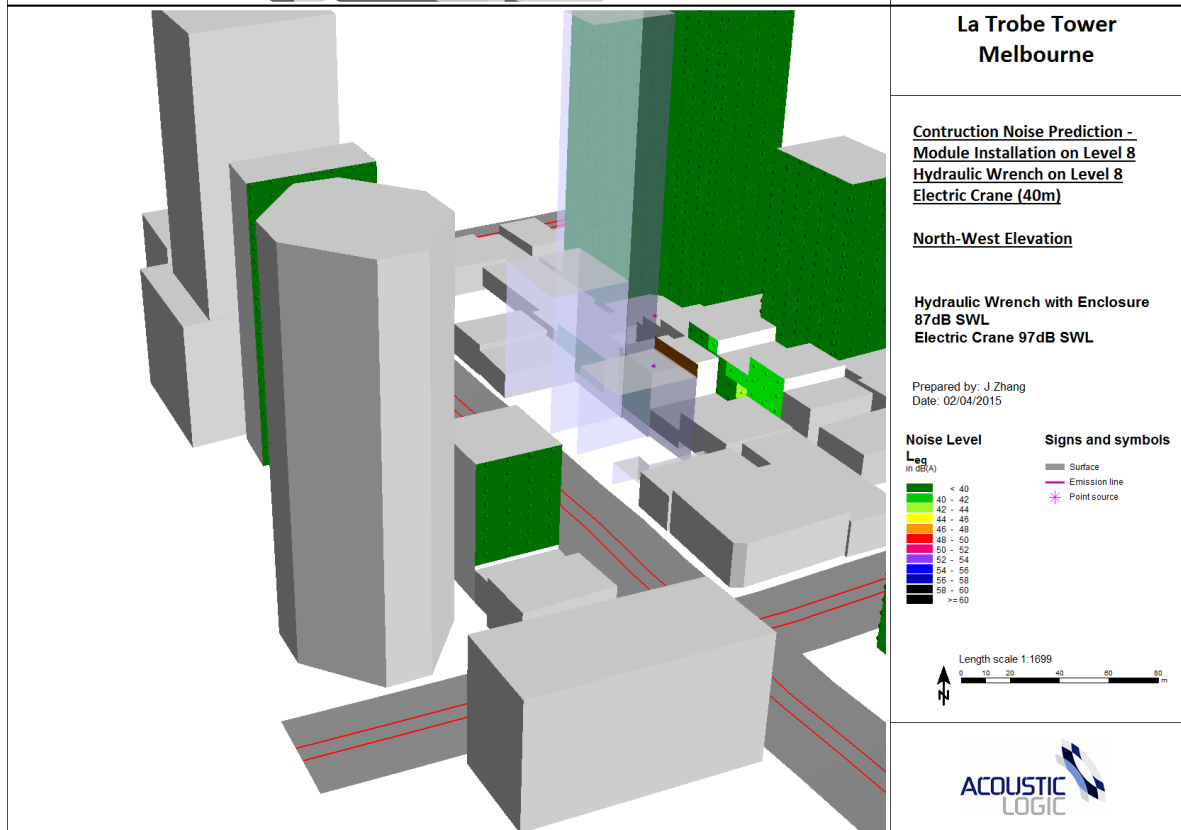 La Trobe Tower
Melbourne
Contruction Noise Prediction -
Module Installation on Level 8
Hydraulic Wrench on Level 8
Electric Crane (40m)
North-West Elevation
Hydraulic Wrench with Enclosure
87dB SWL
Electric Crane 97dB SWL
Prepared by: J.Zhang
Date: 02/04/2015
Noise Level
Leq
in dB(A)
< 40
40 - 42
42 - 44
44 - 46
46 - 48
48 - 50
50 - 52
52 - 54
54 - 56
56 - 58
58 - 60
>= 60
Signs and symbols
Surface
Emission line
Point source
Length scale 1:1699
0 10 20 40 60 80
m
N
ACOUSTIC
LOGIC